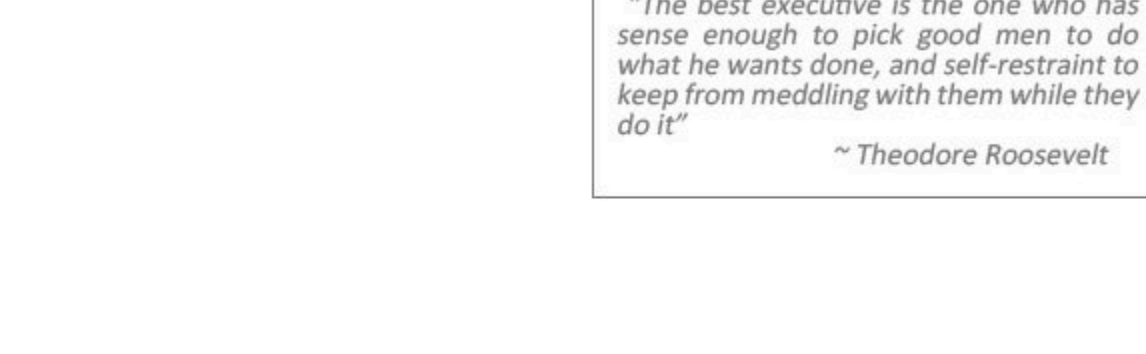 "The best executive is the one who has
sense enough to pick good men to do
what he wants done, and self-restraint to
keep from meddling with them while they
do it"
~ Theodore Roosevelt